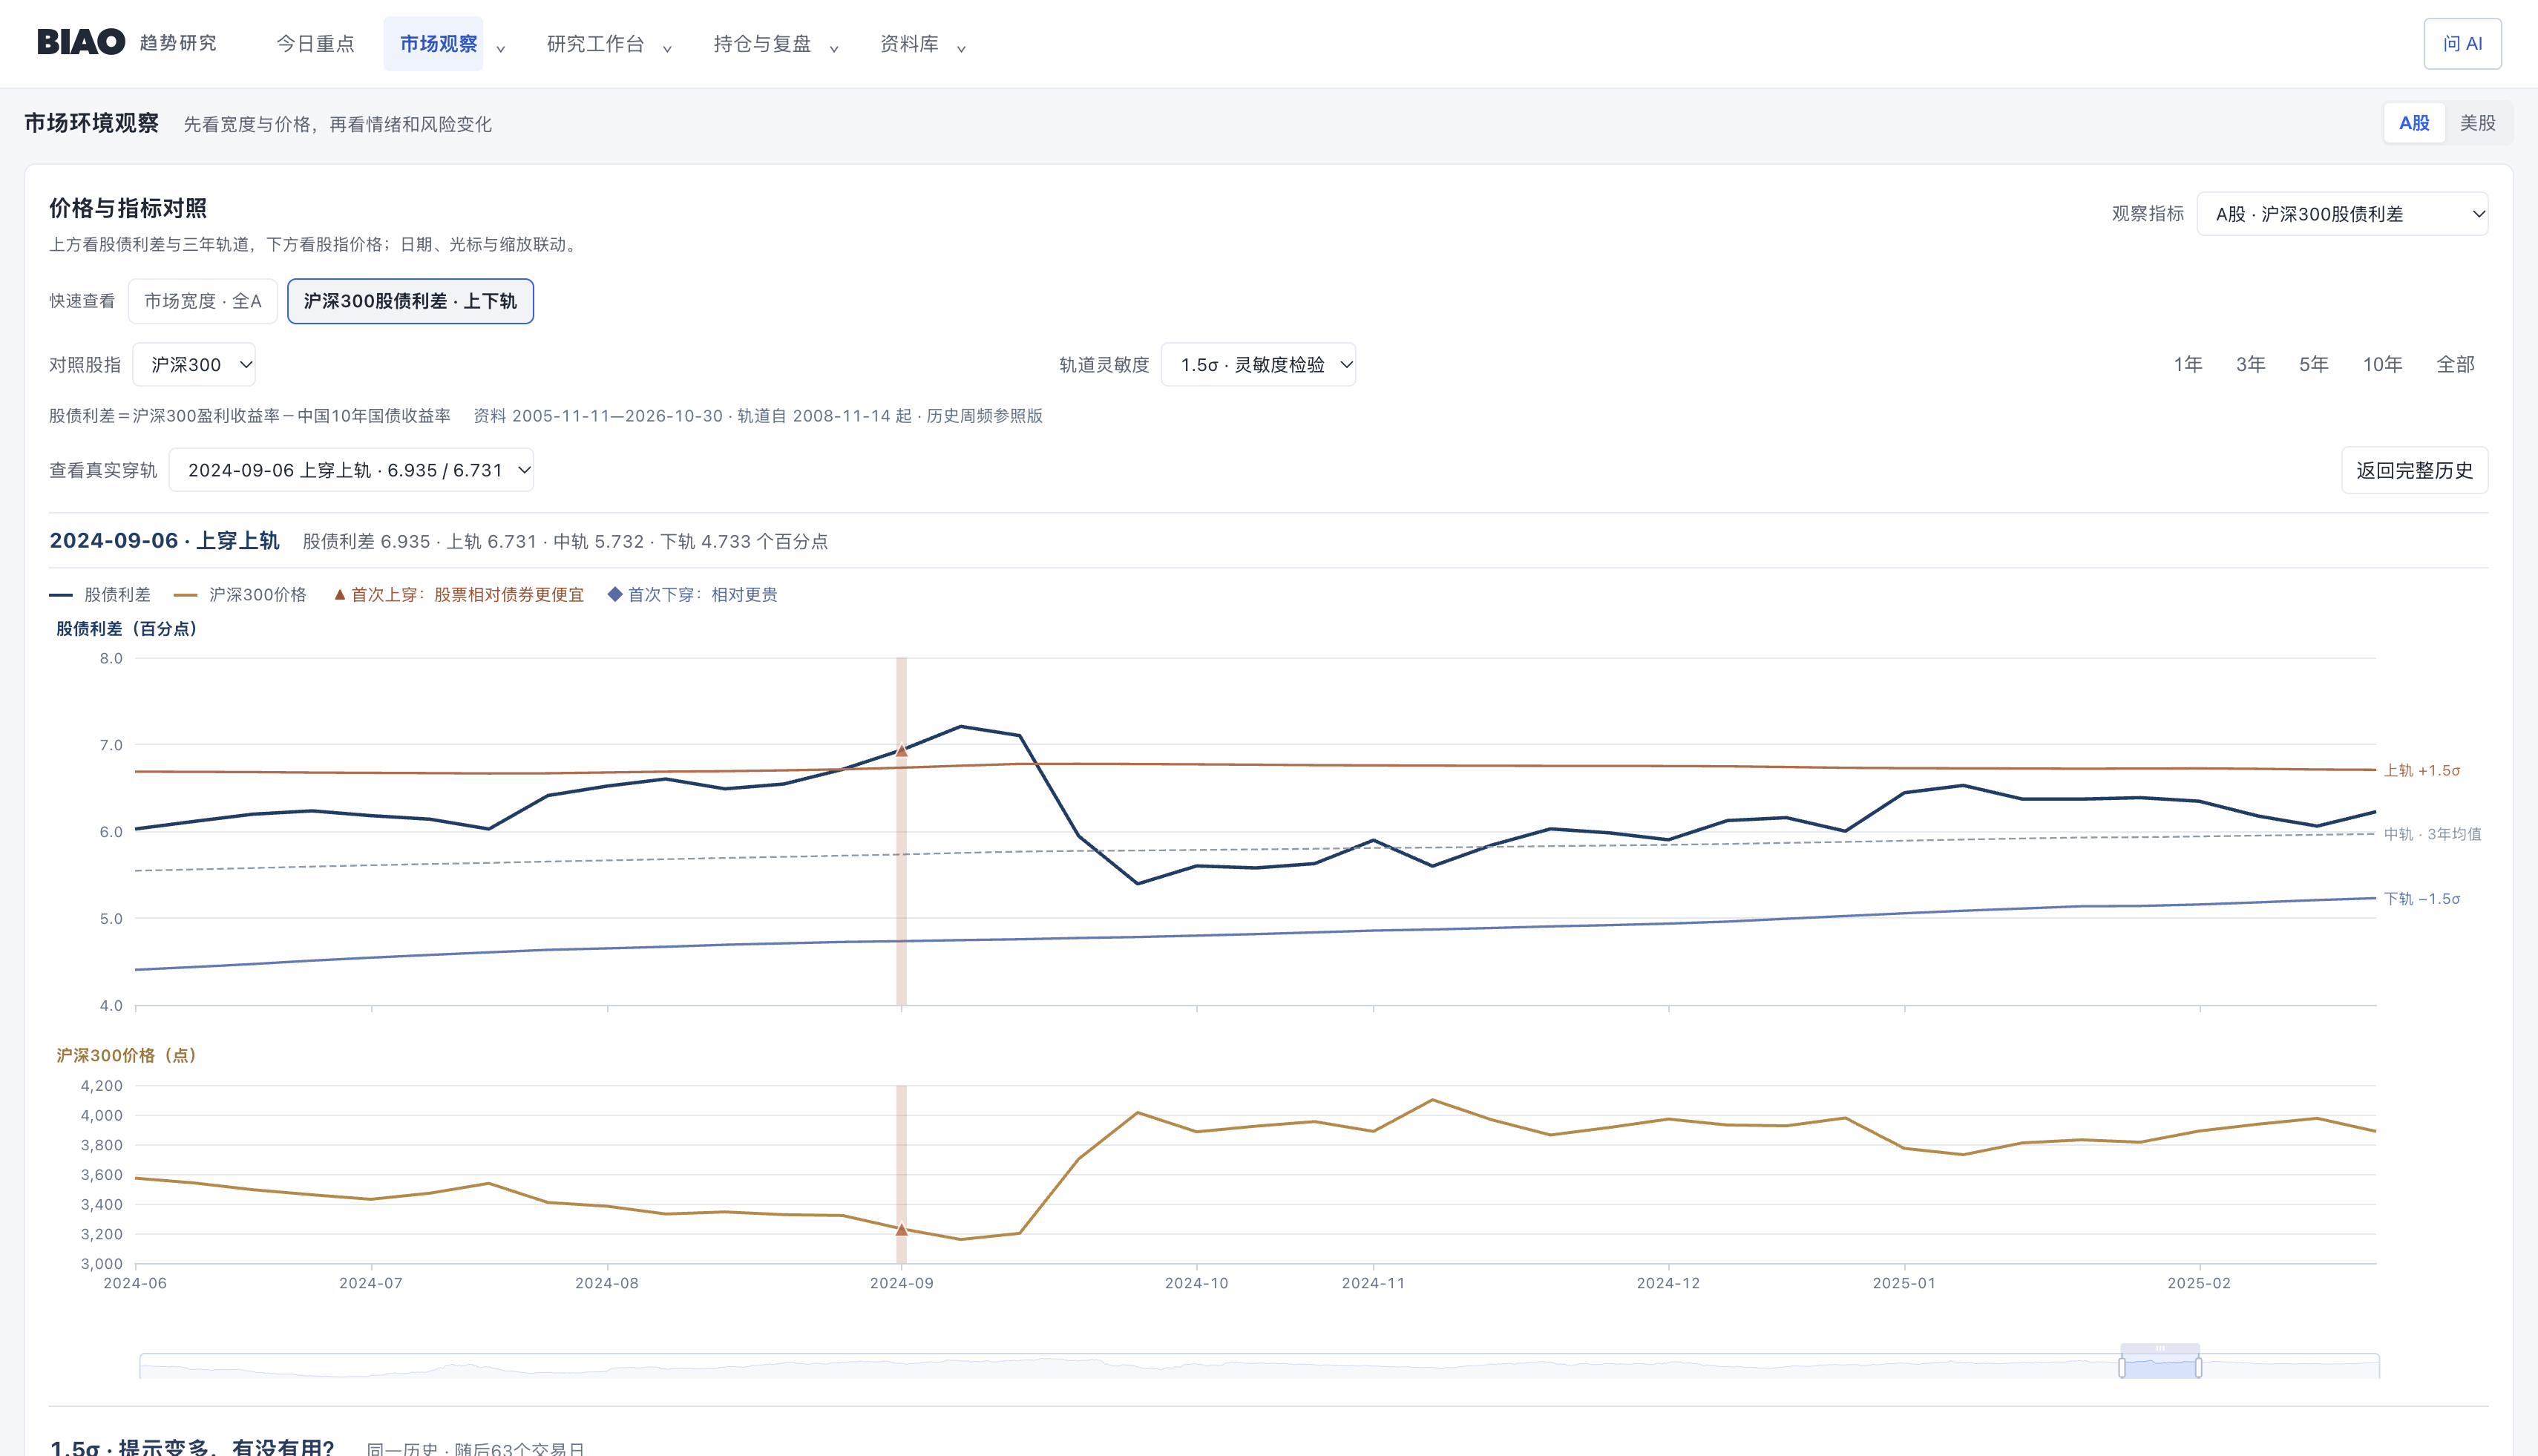 BIAO 趋势研究 今日重点 市场观察 研究工作台 持仓与复盘 资料库 问 AI
市场环境观察 先看宽度与价格，再看情绪和风险变化 A股 美股
价格与指标对照 观察指标 A股 · 沪深300股债利差
上方看股债利差与三年轨道，下方看股指价格；日期、光标与缩放联动。
快速查看 市场宽度 · 全A 沪深300股债利差 · 上下轨
对照股指 沪深300 轨道灵敏度 1.5σ · 灵敏度检验 1年 3年 5年 10年 全部
股债利差＝沪深300盈利收益率－中国10年国债收益率 资料 2005-11-11—2026-10-30 · 轨道自 2008-11-14 起 · 历史周频参照版
查看真实穿轨 2024-09-06 上穿上轨 · 6.935 / 6.731 返回完整历史
2024-09-06 · 上穿上轨 股债利差 6.935 · 上轨 6.731 · 中轨 5.732 · 下轨 4.733 个百分点
股债利差 沪深300价格 首次上穿：股票相对债券更便宜 首次下穿：相对更贵
股债利差（百分点）
8.0
7.0
上轨 +1.5σ
6.0
中轨 · 3年均值
5.0
下轨 −1.5σ
4.0
沪深300价格（点）
4,200
4,000
3,800
3,600
3,400
3,200
3,000
2024-06 2024-07 2024-08 2024-09 2024-10 2024-11 2024-12 2025-01 2025-02
1.5σ · 提示变多，有没有用？ 同一历史 · 随后63个交易日